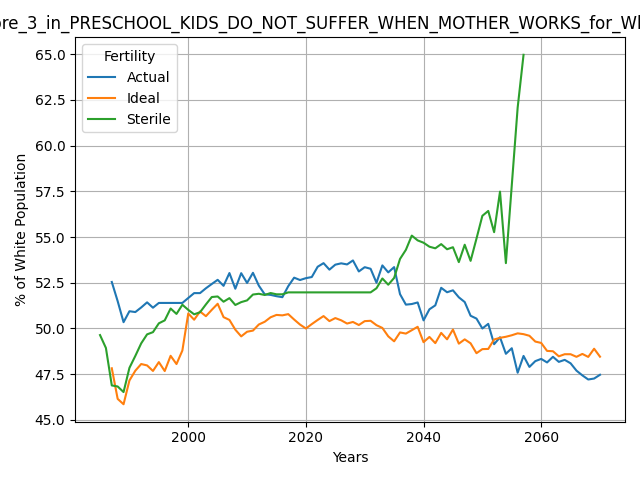 ore_3_in_PRESCHOOL_KIDS_DO_NOT_SUFFER_WHEN_MOTHER_WORKS_for_Wh
Fertility
Actual
Ideal
Sterile
65.0
62.5
60.0
57.5
55.0
52.5
50.0
47.5
45.0
% of White Population
2000
2020
2040
2060
Years